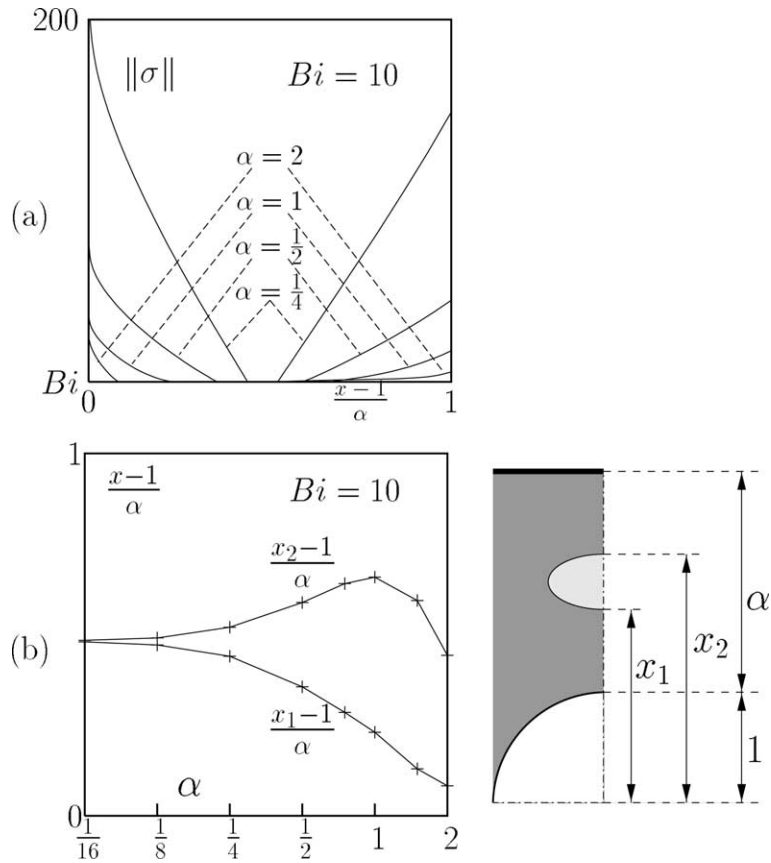 200
‖σ‖ Bi = 10
α = 2
α = 1
α = 1/2
α = 1/4
(a)
Bi
0 (x − 1)/α 1
1
(x−1)/α Bi = 10
(x₂−1)/α
(b)
(x₁−1)/α
α
0
1/16 1/8 1/4 1/2 1 2
α
x₂
x₁
1